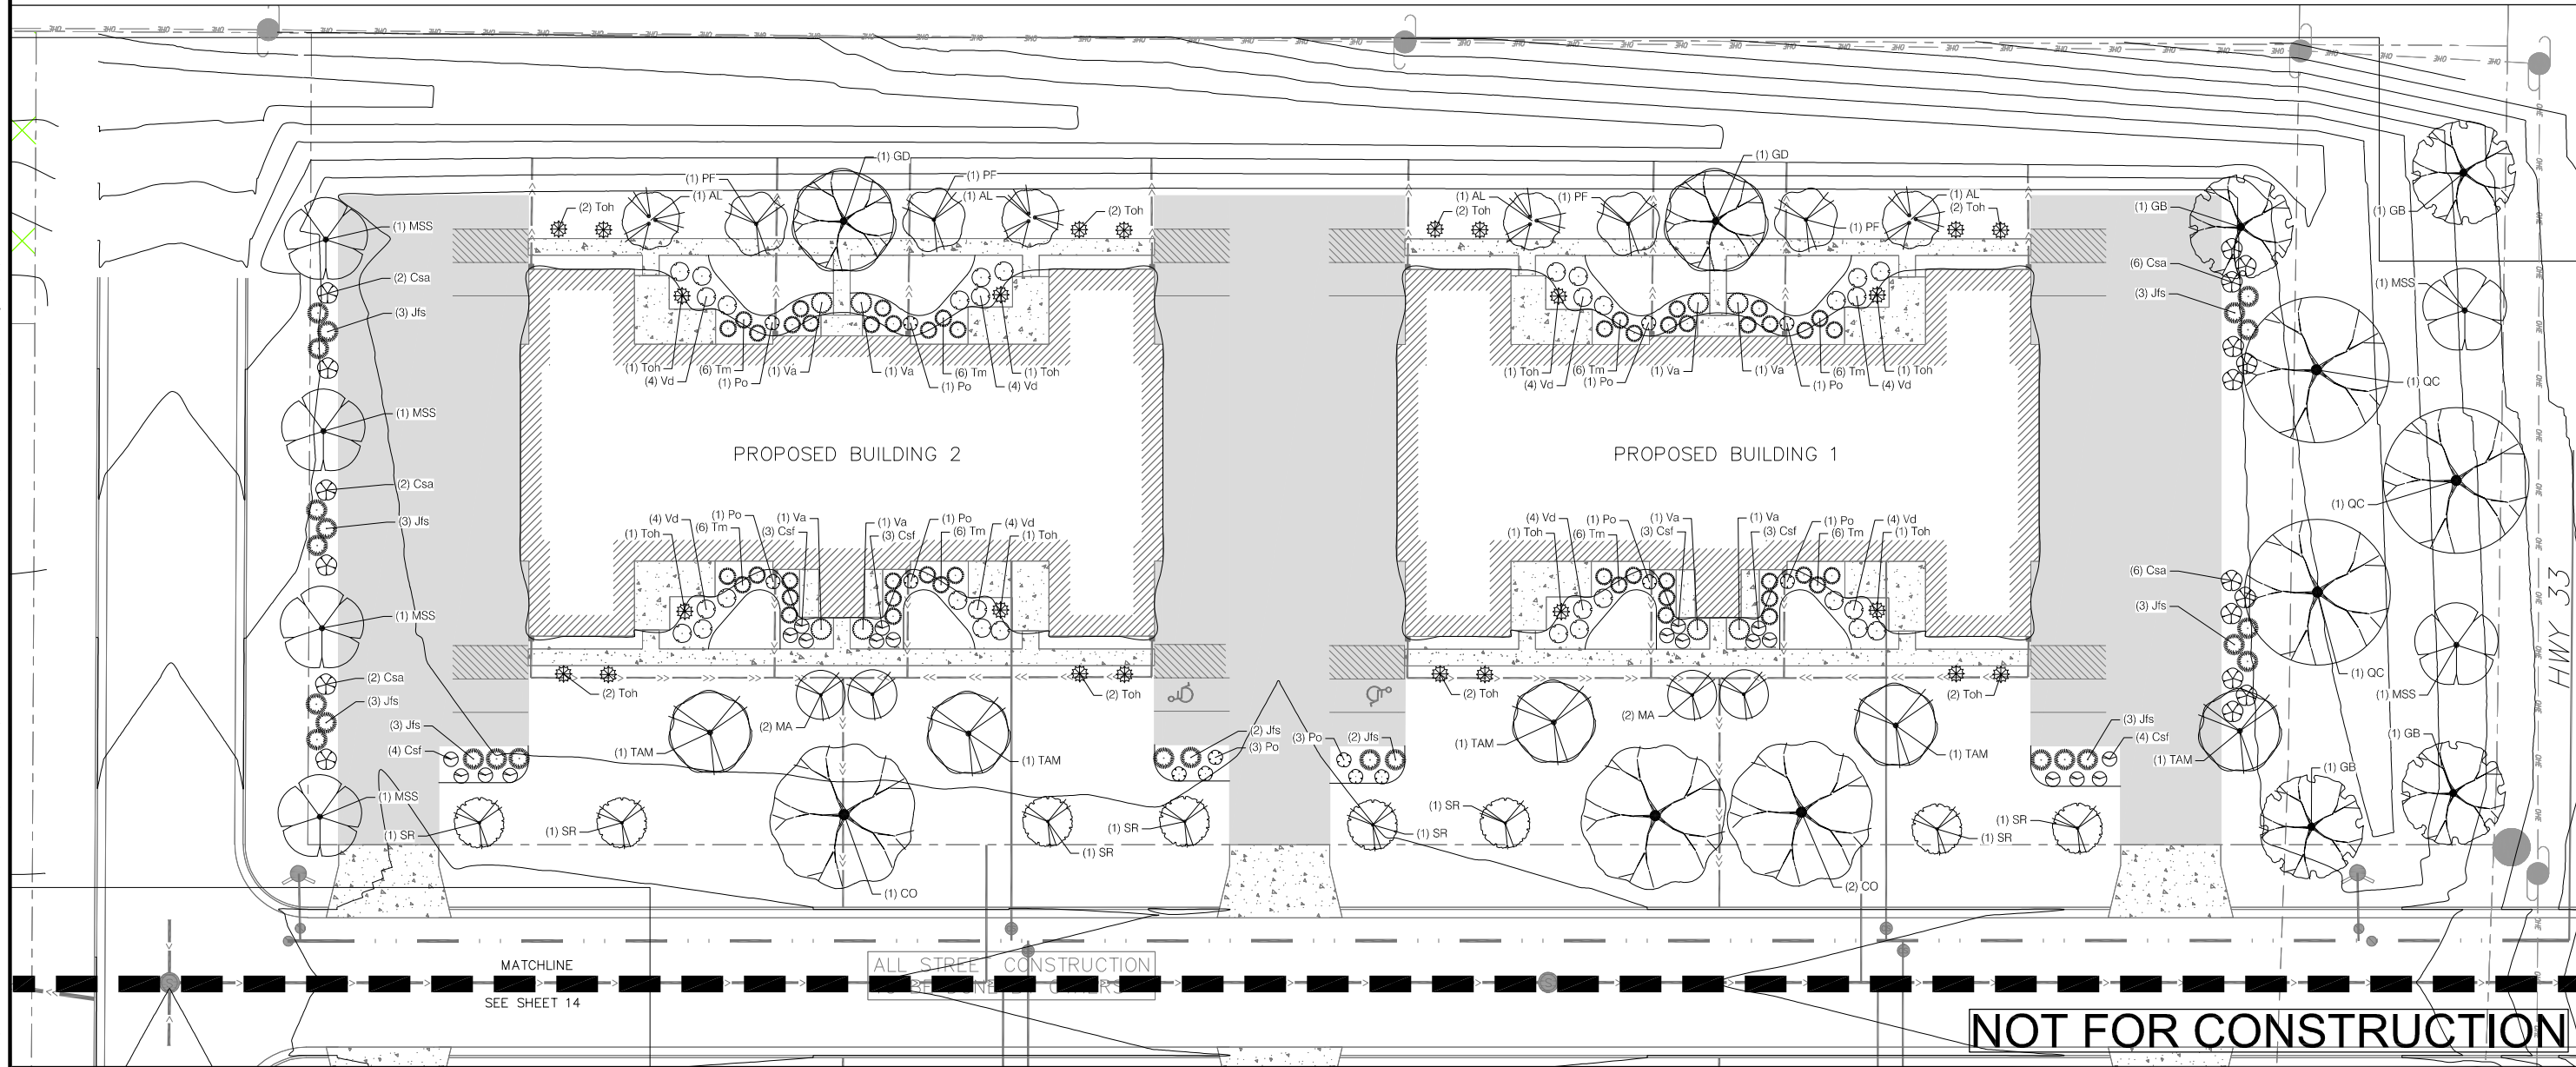 (1) GD
(1) PF
(1) PF
(1) AL
(1) AL
(2) Toh
(2) Toh
(1) MSS
(2) Csa
(3) Jfs
(1) Toh
(4) Vd
(6) Tm
(1) Po
(1) Va
(1) Va
(1) Po
(6) Tm
(4) Vd
(1) Toh
(1) MSS
PROPOSED BUILDING 2
(2) Csa
(3) Jfs
(1) Toh
(4) Vd
(6) Tm
(1) Po
(3) Csf
(1) Va
(1) Va
(3) Csf
(1) Po
(6) Tm
(4) Vd
(1) Toh
(1) MSS
(2) Csa
(3) Jfs
(2) Toh
(2) Toh
(3) Jfs
(4) Csf
(2) MA
(1) TAM
(1) TAM
(2) Jfs
(3) Po
(1) MSS
(1) SR
(1) SR
(1) SR
(1) SR
(1) CO
(1) GD
(1) AL
(1) PF
(2) Toh
(1) PF
(1) AL
(2) Toh
(1) Toh
(4) Vd
(6) Tm
(1) Po
(1) Va
(1) Va
(1) Po
(6) Tm
(4) Vd
(1) Toh
PROPOSED BUILDING 1
(1) Toh
(4) Vd
(6) Tm
(1) Po
(3) Csf
(1) Va
(1) Va
(3) Csf
(1) Po
(6) Tm
(4) Vd
(1) Toh
(2) Toh
(2) Toh
(2) MA
(3) Po
(2) Jfs
(1) TAM
(1) TAM
(1) SR
(1) SR
(1) SR
(1) SR
(2) CO
(3) Jfs
(4) Csf
(1) GB
(1) GB
(6) Csa
(3) Jfs
(1) MSS
(1) QC
(1) QC
(6) Csa
(3) Jfs
(1) QC
(1) MSS
(1) TAM
(1) GB
(1) GB
HWY 33
MATCHLINE
SEE SHEET 14
ALL STREET CONSTRUCTION
NOT FOR CONSTRUCTION